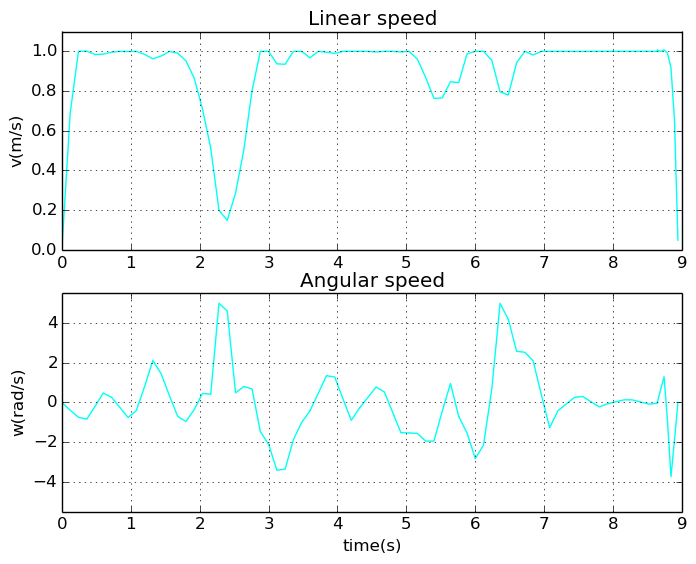 Linear speed
1.0
0.8
0.6
0.4
0.2
0.0
v(m/s)
0 1 2 3 4 5 6 7 8 9
Angular speed
4
2
0
−2
−4
w(rad/s)
0 1 2 3 4 5 6 7 8 9
time(s)